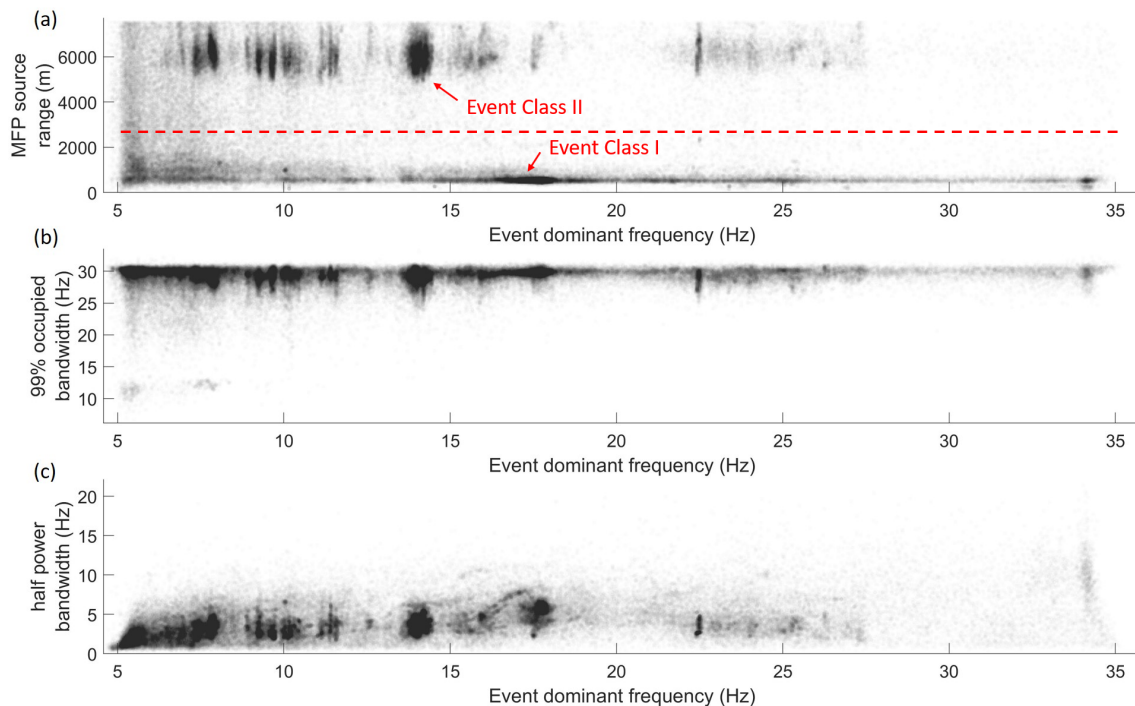 (a)
MFP source
range (m)
6000
4000
2000
0
Event Class II
Event Class I
5 10 15 20 25 30 35
Event dominant frequency (Hz)
(b)
99% occupied
bandwidth (Hz)
30
25
20
15
10
5 10 15 20 25 30 35
Event dominant frequency (Hz)
(c)
half power
bandwidth (Hz)
20
15
10
5
0
5 10 15 20 25 30 35
Event dominant frequency (Hz)